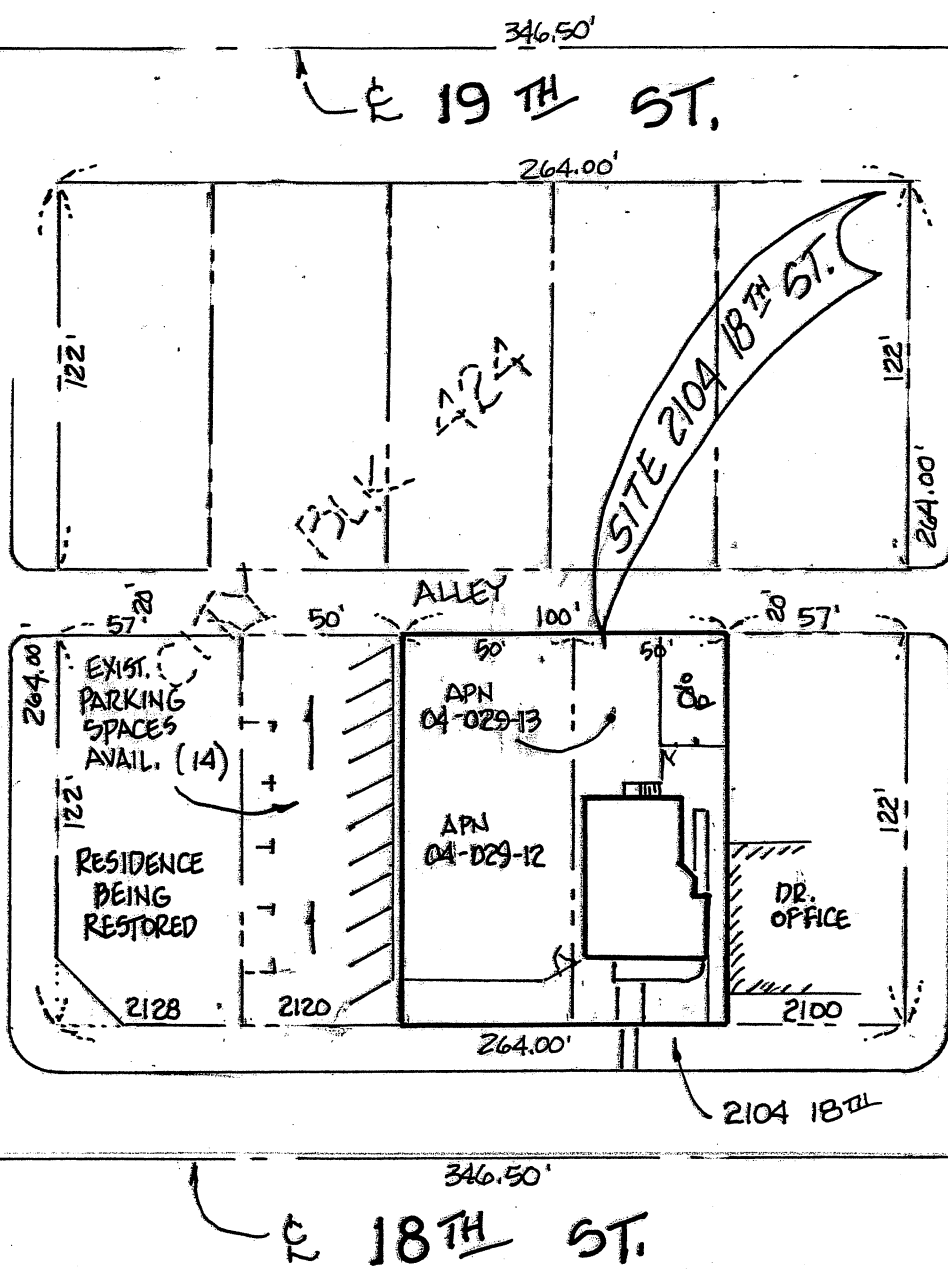 346.50'
℄ 19 TH ST.
264.00'
122'
SITE 2104 18TH ST.
122'
BLK 424
264.00'
ALLEY
20'
57'
50'
100'
20'
57'
50'
50'
264.00
EXIST.
PARKING
SPACES
AVAIL. (14)
APN
04-029-13
122'
APN
04-029-12
122'
RESIDENCE
BEING
RESTORED
DR.
OFFICE
2128
2120
2100
264.00'
2104 18TH
346.50'
℄ 18TH ST.